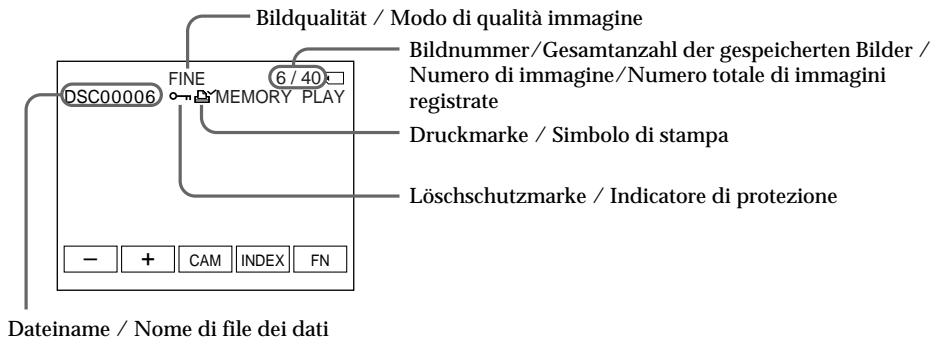 Bildqualität / Modo di qualità immagine
Bildnummer/Gesamtanzahl der gespeicherten Bilder /
Numero di immagine/Numero totale di immagini
registrate
FINE
6 / 40
DSC00006
MEMORY PLAY
Druckmarke / Simbolo di stampa
Löschschutzmarke / Indicatore di protezione
− + CAM INDEX FN
Dateiname / Nome di file dei dati